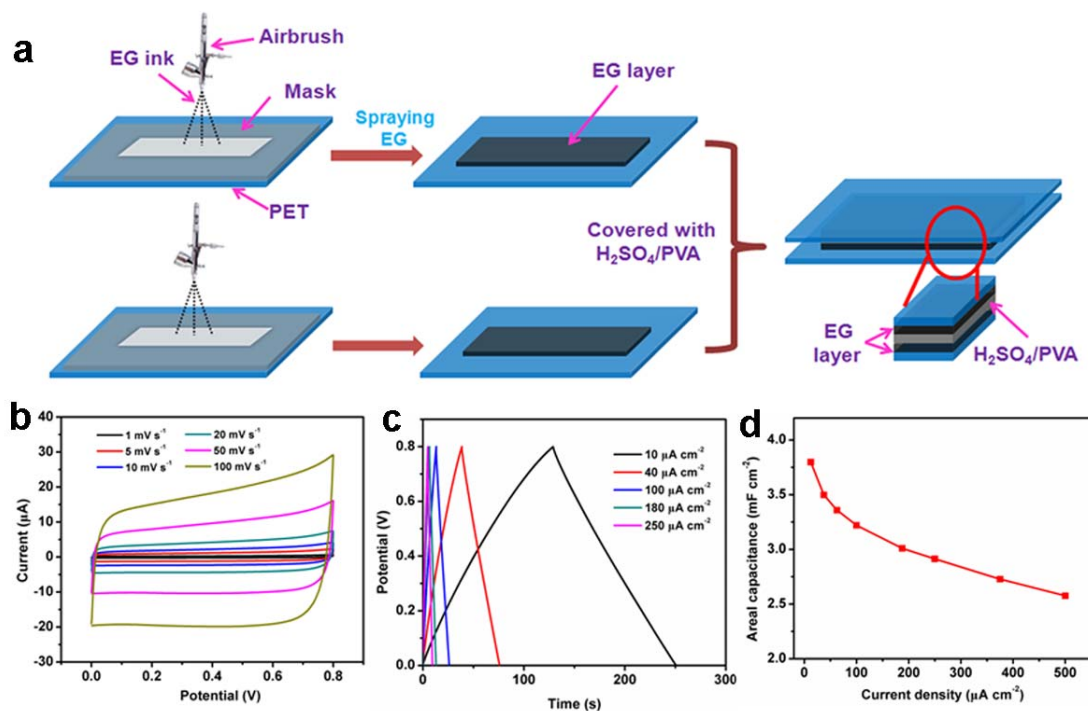 a
Airbrush
EG ink
Mask
PET
Spraying
EG
EG layer
Covered with
H₂SO₄/PVA
EG
layer
H₂SO₄/PVA
b
1 mV s⁻¹
5 mV s⁻¹
10 mV s⁻¹
20 mV s⁻¹
50 mV s⁻¹
100 mV s⁻¹
Current (µA)
40
30
20
10
0
-10
-20
-30
0.0
0.2
0.4
0.6
0.8
Potential (V)
c
10 µA cm⁻²
40 µA cm⁻²
100 µA cm⁻²
180 µA cm⁻²
250 µA cm⁻²
Potential (V)
0.8
0.6
0.4
0.2
0.0
0
50
100
150
200
250
Time (s)
d
Areal capacitance (mF cm⁻²)
4.0
3.5
3.0
2.5
2.0
0
100
200
300
400
500
Current density (µA cm⁻²)